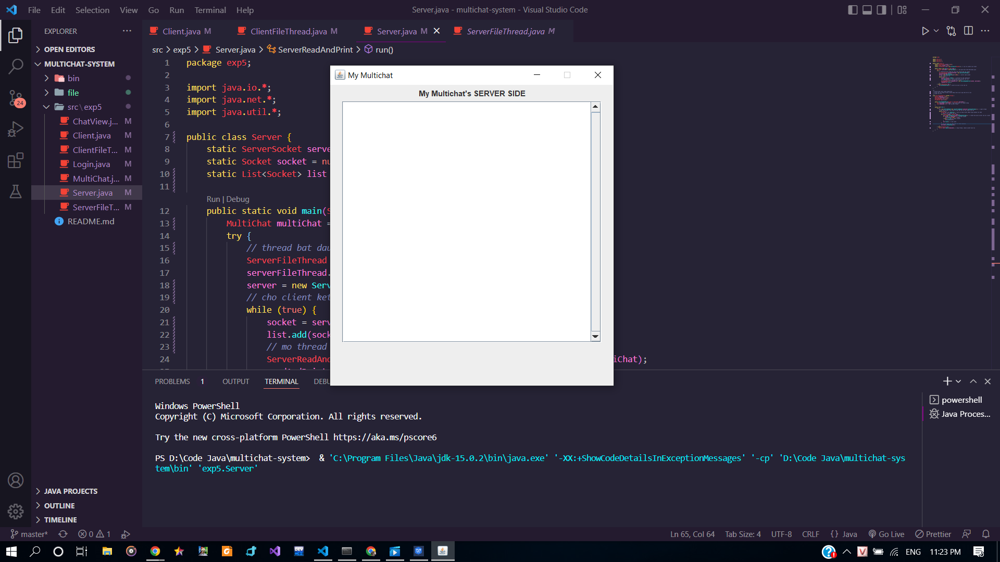 File Edit Selection View Go Run Terminal Help
Server.java - multichat-system - Visual Studio Code
EXPLORER
OPEN EDITORS
MULTICHAT-SYSTEM
bin
file
src\exp5
ChatView.j... M
Client.java M
ClientFileT... M
Login.java M
MultiChat.j... M
Server.java M
ServerFileT... M
README.md
JAVA PROJECTS
OUTLINE
TIMELINE
24
Client.java M
ClientFileThread.java M
Server.java M
ServerFileThread.java M
src > exp5 > Server.java > ServerReadAndPrint > run()
1 package exp5;
2
3 import java.io.*;
4 import java.net.*;
5 import java.util.*;
6
7 public class Server {
8 static ServerSocket serve
9 static Socket socket = nu
10 static List<Socket> list
11
Run | Debug
12 public static void main(S
13 MultiChat multiChat =
14 try {
15 // thread bat dau
16 ServerFileThread
17 serverFileThread.
18 server = new Serv
19 // cho client ket
20 while (true) {
21 socket = serv
22 list.add(sock
23 // mo thread
24 ServerReadAnd iChat);
My Multichat
My Multichat's SERVER SIDE
PROBLEMS 1 OUTPUT TERMINAL DEBU
Windows PowerShell
Copyright (C) Microsoft Corporation. All rights reserved.
Try the new cross-platform PowerShell https://aka.ms/pscore6
PS D:\Code Java\multichat-system> & 'C:\Program Files\Java\jdk-15.0.2\bin\java.exe' '-XX:+ShowCodeDetailsInExceptionMessages' '-cp' 'D:\Code Java\multichat-sys
tem\bin' 'exp5.Server'
powershell
Java Proces...
master* 0 1
Ln 65, Col 64 Tab Size: 4 UTF-8 CRLF {} Java Go Live Prettier
ENG 11:23 PM